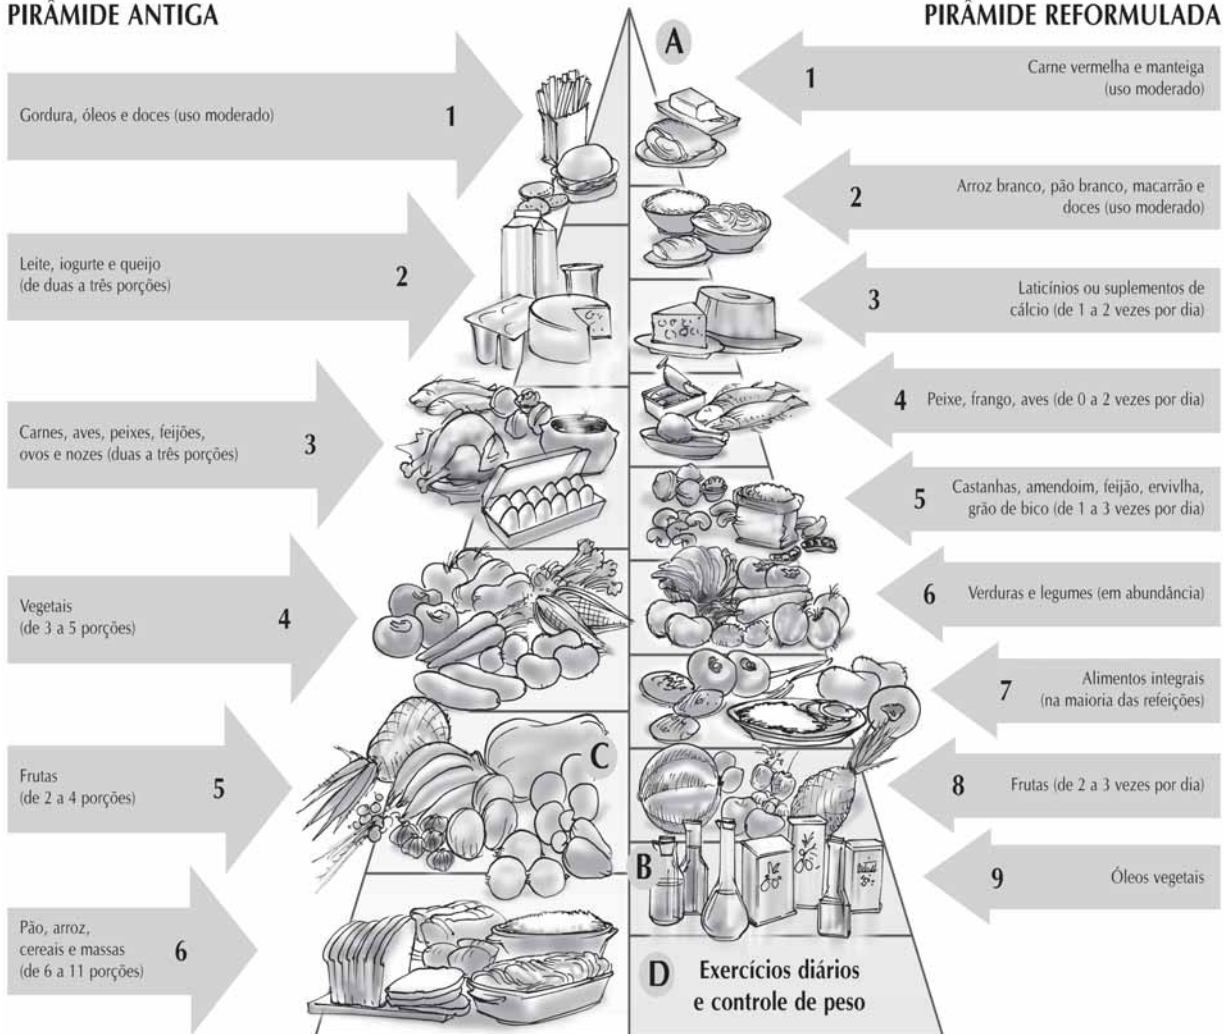 PIRÂMIDE ANTIGA
Gordura, óleos e doces (uso moderado)
1
Leite, iogurte e queijo
(de duas a três porções)
2
Carnes, aves, peixes, feijões,
ovos e nozes (duas a três porções)
3
Vegetais
(de 3 a 5 porções)
4
Frutas
(de 2 a 4 porções)
5
Pão, arroz,
cereais e massas
(de 6 a 11 porções)
6
PIRÂMIDE REFORMULADA
A
1
Carne vermelha e manteiga
(uso moderado)
2
Arroz branco, pão branco, macarrão e
doces (uso moderado)
3
Laticínios ou suplementos de
cálcio (de 1 a 2 vezes por dia)
4
Peixe, frango, aves (de 0 a 2 vezes por dia)
5
Castanhas, amendoim, feijão, ervivlha,
grão de bico (de 1 a 3 vezes por dia)
6
Verduras e legumes (em abundância)
7
Alimentos integrais
(na maioria das refeições)
C
8
Frutas (de 2 a 3 vezes por dia)
B
9
Óleos vegetais
D
Exercícios diários
e controle de peso